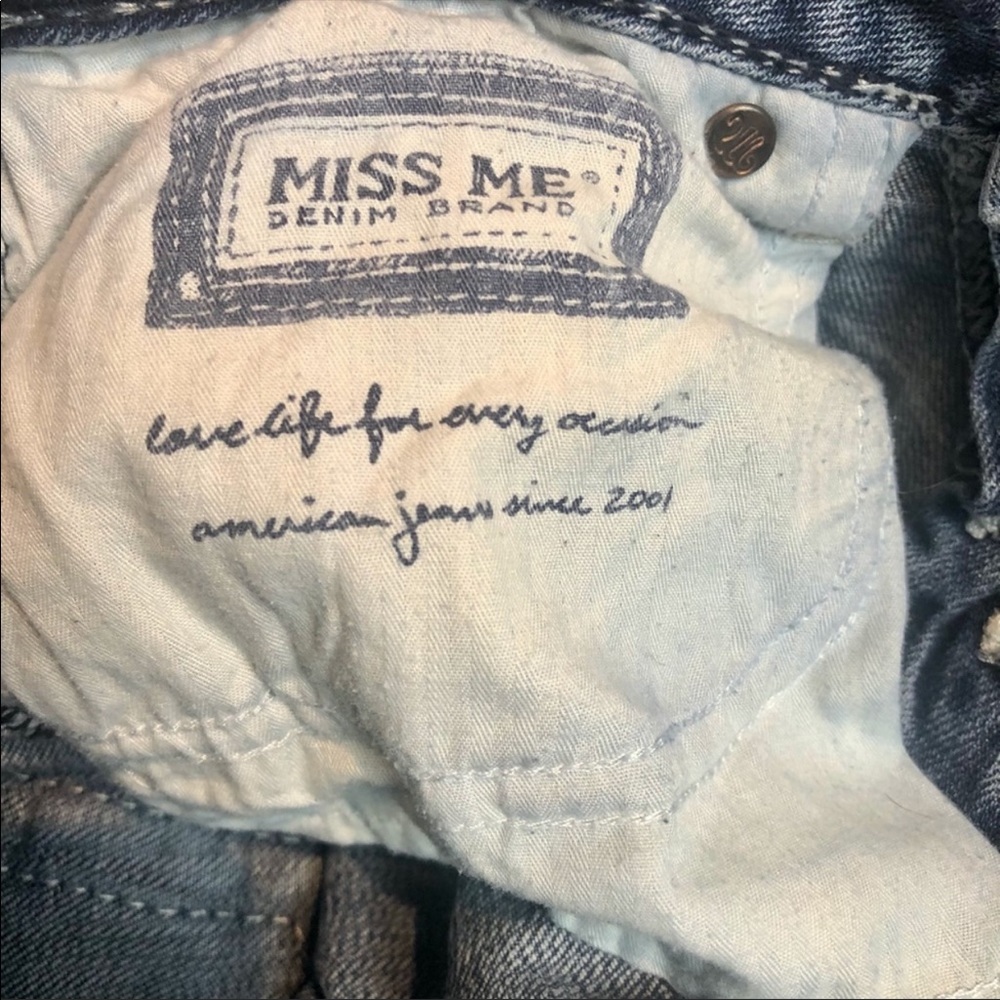 MISS ME®
DENIM BRAND
love life for every occasion
american jeans since 2001